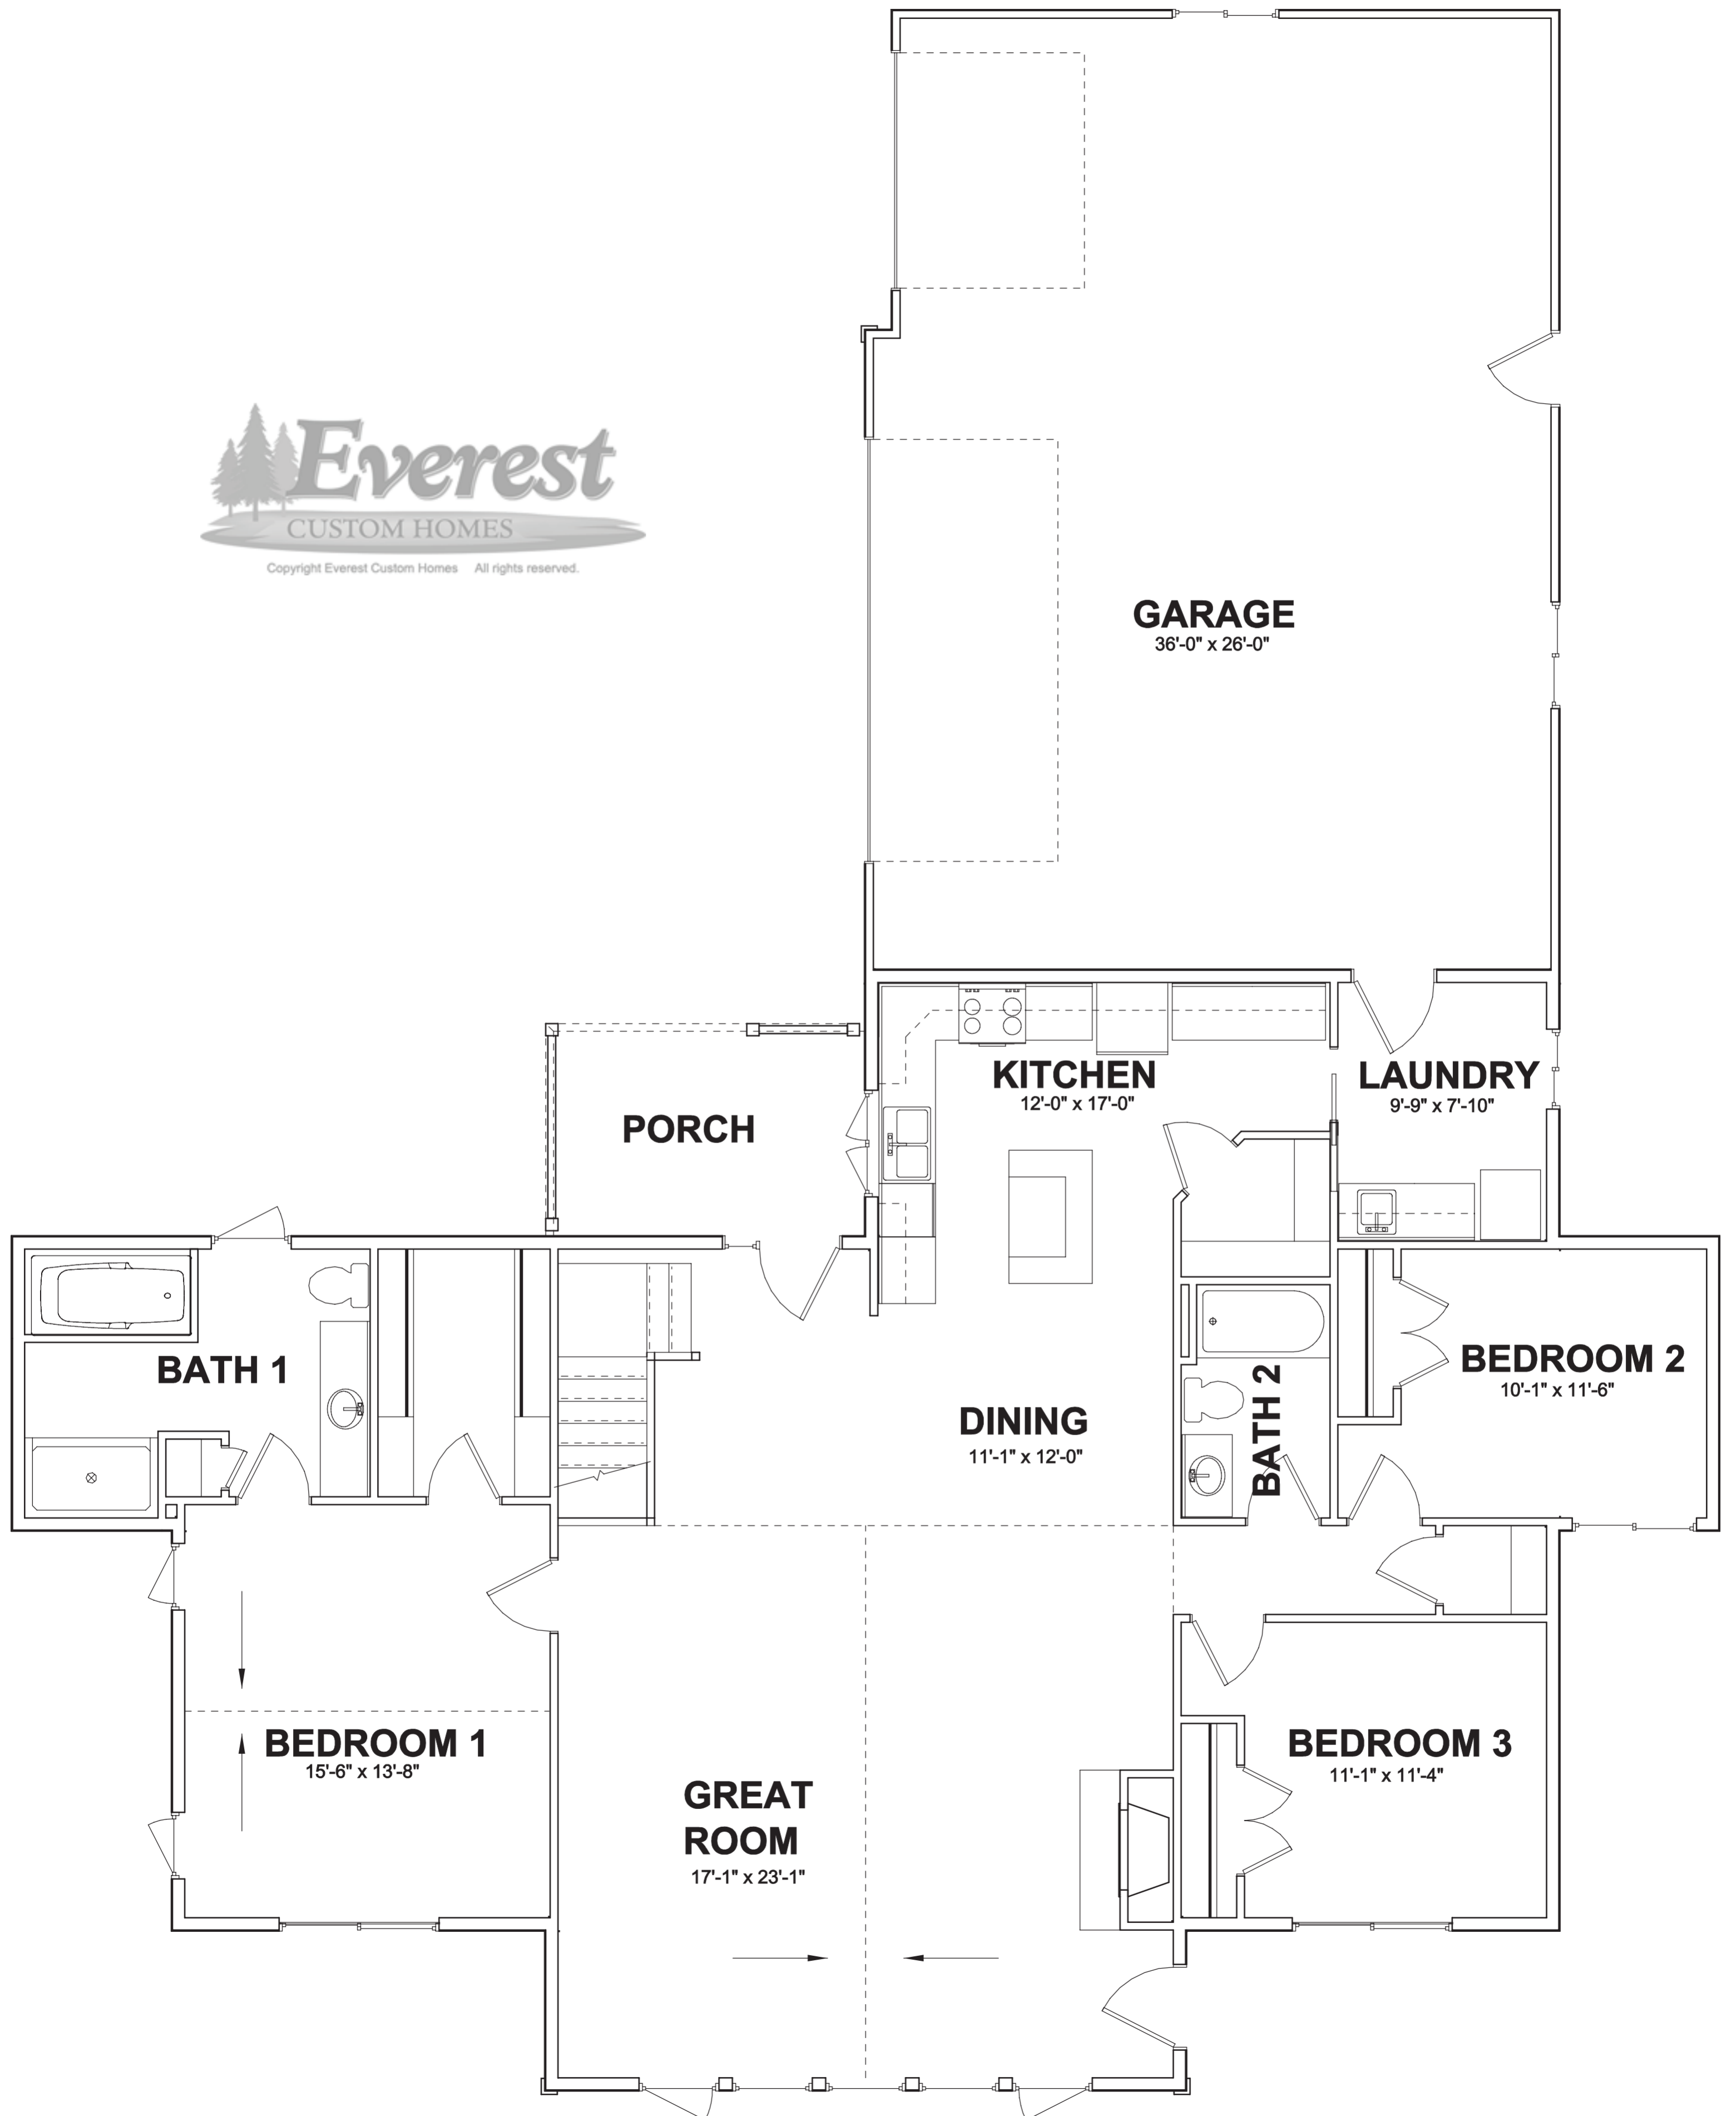 Everest
CUSTOM HOMES
Copyright Everest Custom Homes All rights reserved.
GARAGE
36'-0" x 26'-0"
KITCHEN
12'-0" x 17'-0"
LAUNDRY
9'-9" x 7'-10"
PORCH
BATH 1
BEDROOM 2
10'-1" x 11'-6"
DINING
11'-1" x 12'-0"
BATH 2
BEDROOM 1
15'-6" x 13'-8"
BEDROOM 3
11'-1" x 11'-4"
GREAT
ROOM
17'-1" x 23'-1"